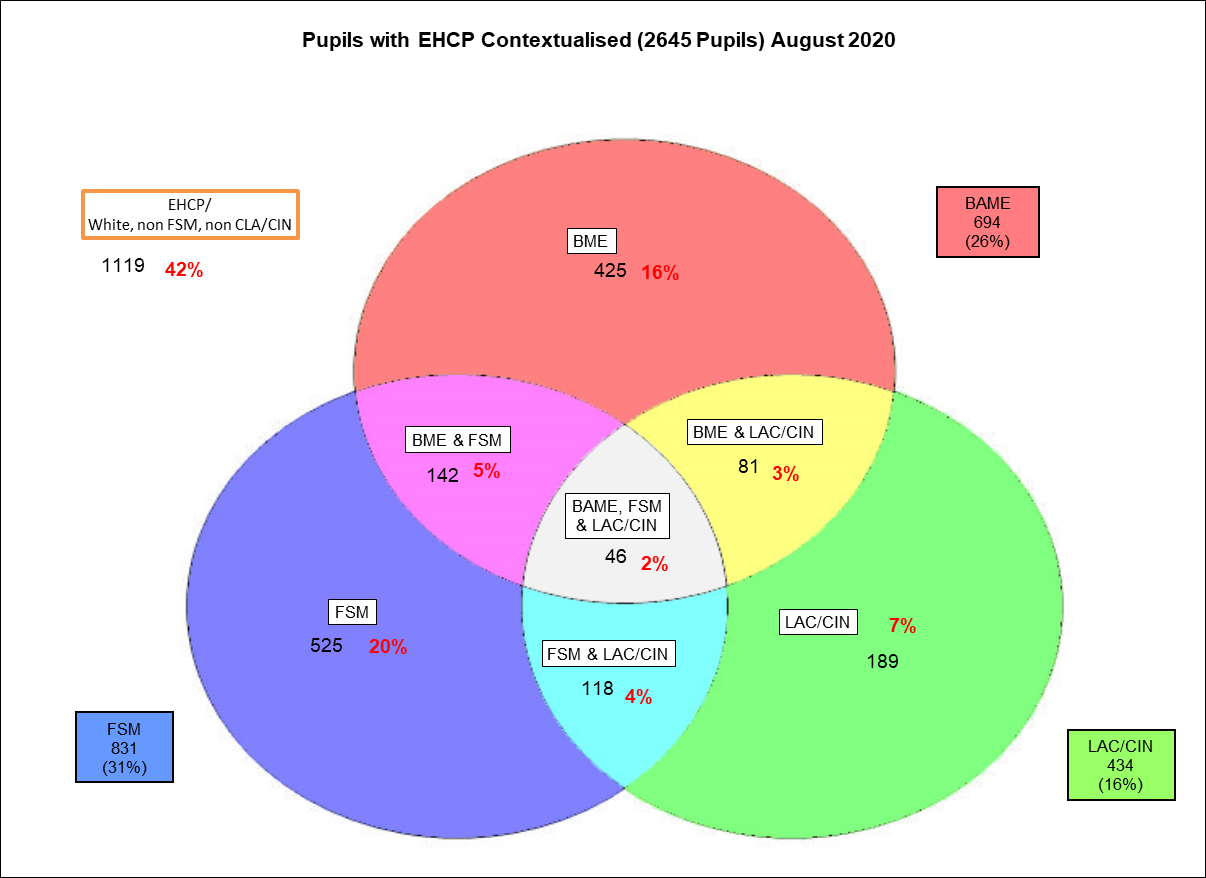 Pupils with EHCP Contextualised (2645 Pupils) August 2020
EHCP/
White, non FSM, non CLA/CIN
1119 42%
BAME
694
(26%)
BME
425 16%
BME & FSM
142 5%
BME & LAC/CIN
81 3%
BAME, FSM
& LAC/CIN
46 2%
FSM
525 20%
LAC/CIN 7%
189
FSM & LAC/CIN
118 4%
FSM
831
(31%)
LAC/CIN
434
(16%)